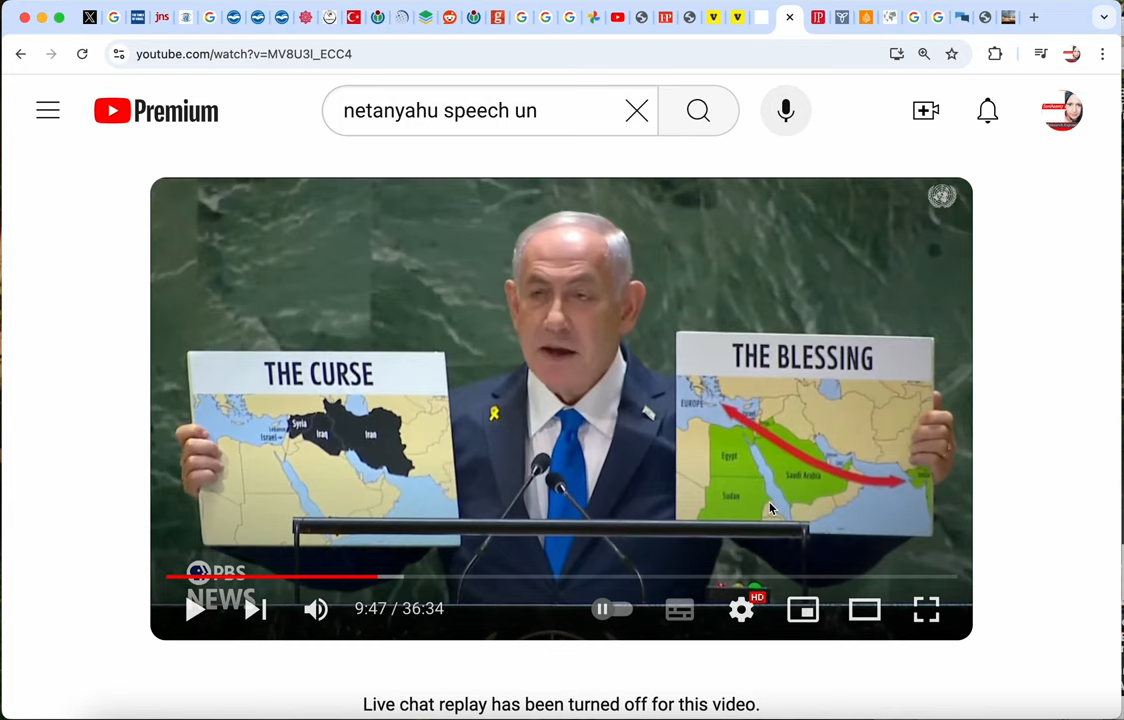 youtube.com/watch?v=MV8U3I_ECC4
Premium
netanyahu speech un
THE CURSE
Syria
Lebanon
Israel
Iraq
Iran
THE BLESSING
EUROPE
Israel
Egypt
Saudi Arabia
Sudan
PBS
NEWS
9:47 / 36:34
HD
Live chat replay has been turned off for this video.